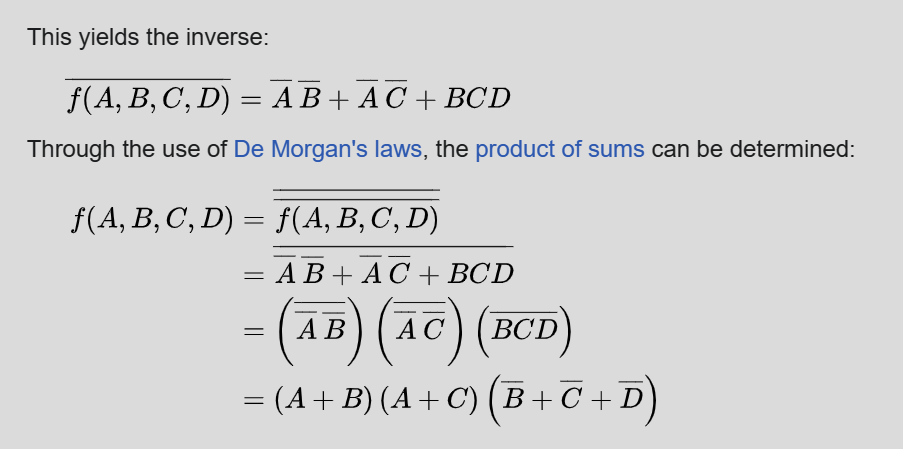 This yields the inverse:
$\overline{f(A,B,C,D)} = \overline{A}\,\overline{B} + \overline{A}\,\overline{C} + BCD$
Through the use of De Morgan's laws, the product of sums can be determined:
$f(A,B,C,D) = \overline{\overline{f(A,B,C,D)}}$
$= \overline{\overline{A}\,\overline{B} + \overline{A}\,\overline{C} + BCD}$
$= \left(\overline{\overline{A}\,\overline{B}}\right)\left(\overline{\overline{A}\,\overline{C}}\right)\left(\overline{BCD}\right)$
$= (A+B)(A+C)\left(\overline{B}+\overline{C}+\overline{D}\right)$